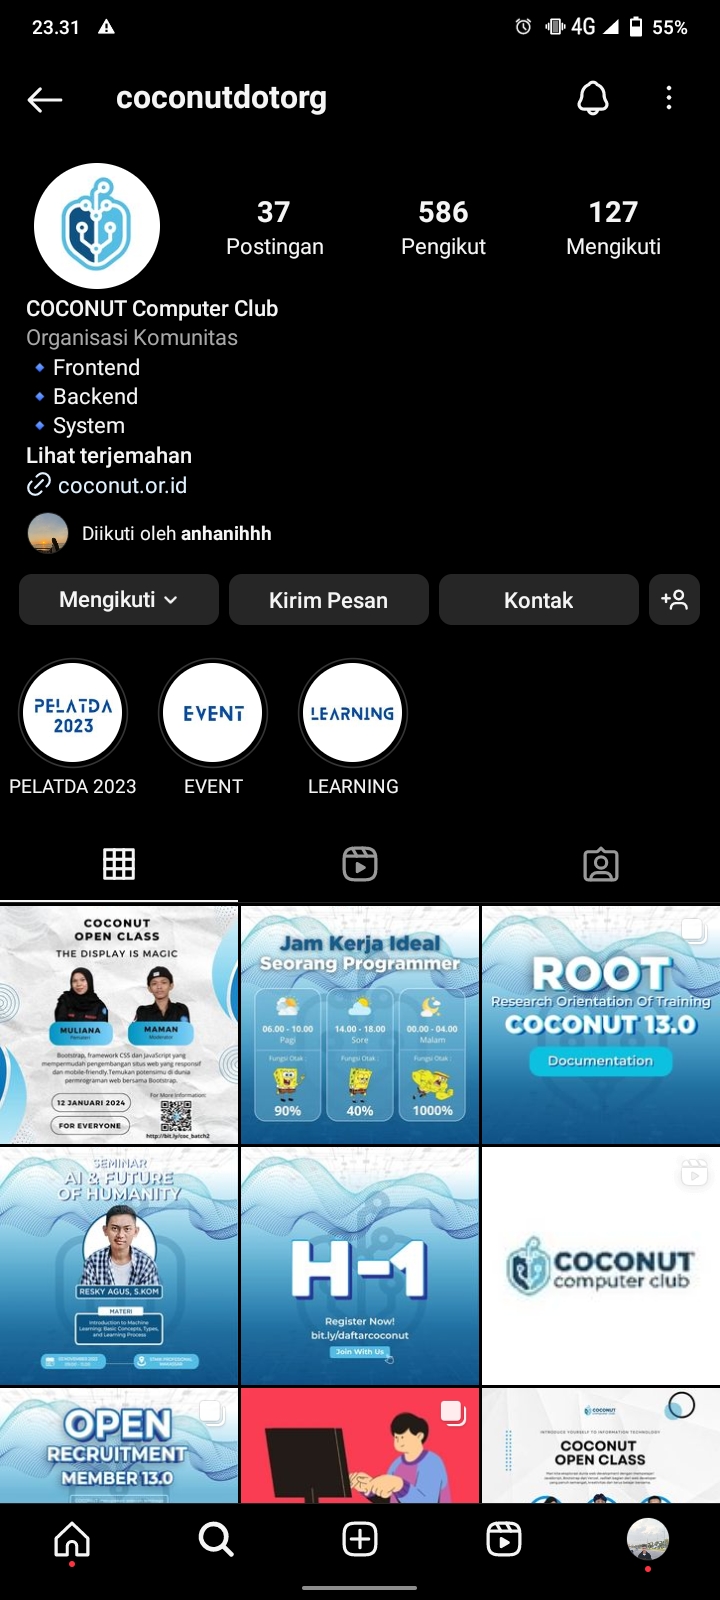 23.31
4G
55%
coconutdotorg
37
586
127
Postingan
Pengikut
Mengikuti
COCONUT Computer Club
Organisasi Komunitas
Frontend
Backend
System
Lihat terjemahan
coconut.or.id
Diikuti oleh anhanihhh
Mengikuti
Kirim Pesan
Kontak
PELATDA
2023
EVENT
LEARNING
PELATDA 2023
EVENT
LEARNING
COCONUT
OPEN CLASS
THE DISPLAY IS MAGIC
MULIANA
MAMAN
Bootstrap, framework CSS dan JavaScript yang
mempermudah pengembangan situs web yang responsif
dan mobile-friendly. Temukan potensimu di dunia
permrograman web bersama Bootstrap.
12 JANUARI 2024
For More Information:
FOR EVERYONE
http://bit.ly/coc_batch2
Jam Kerja Ideal
Seorang Programmer
06.00 - 10.00
Pagi
Fungsi Otak :
90%
14.00 - 18.00
Sore
Fungsi Otak :
40%
00.00 - 04.00
Malam
Fungsi Otak :
1000%
ROOT
Research Orientation Of Training
COCONUT 13.0
Documentation
SEMINAR
AI & FUTURE
OF HUMANITY
RESKY AGUS, S.KOM
MATERI
Introduction to Machine
Learning: Basic Concepts, Types,
and Learning Process
H-1
Register Now!
bit.ly/daftarcoconut
Join With Us
COCONUT
computer club
OPEN
RECRUITMENT
MEMBER 13.0
COCONUT
INTRODUCE YOURSELF TO INFORMATION TECHNOLOGY
COCONUT
OPEN CLASS